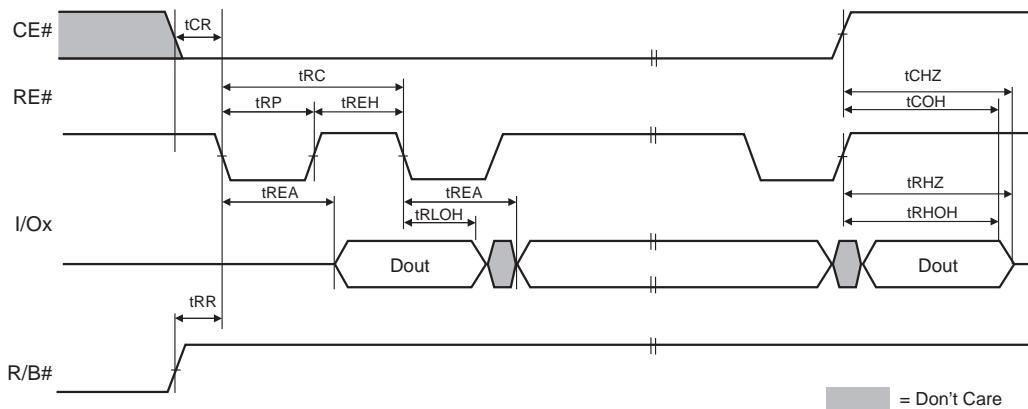 CE#
tCR
tRC
tCHZ
RE#
tRP
tREH
tCOH
tREA
tREA
tRHZ
I/Ox
tRLOH
tRHOH
Dout
Dout
tRR
R/B#
= Don't Care